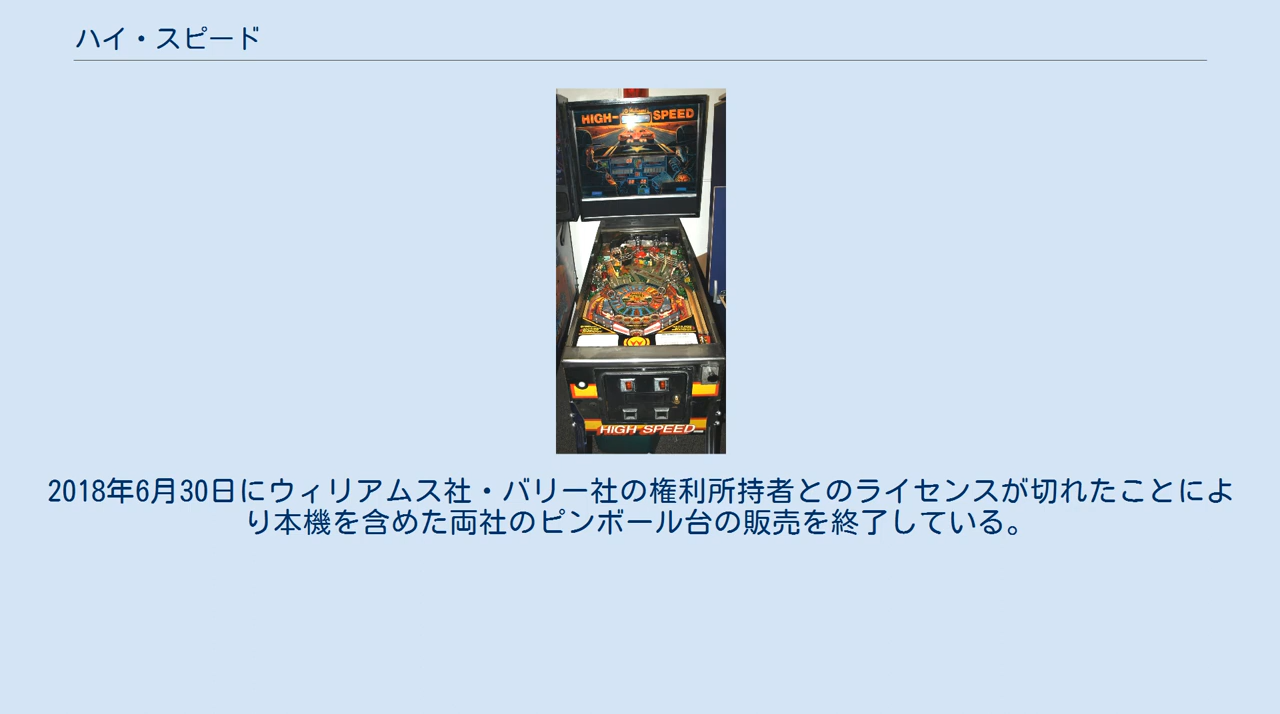 ハイ・スピード
HIGH-SPEED
HIGH SPEED
2018年6月30日にウィリアムス社・バリー社の権利所持者とのライセンスが切れたことによ
り本機を含めた両社のピンボール台の販売を終了している。